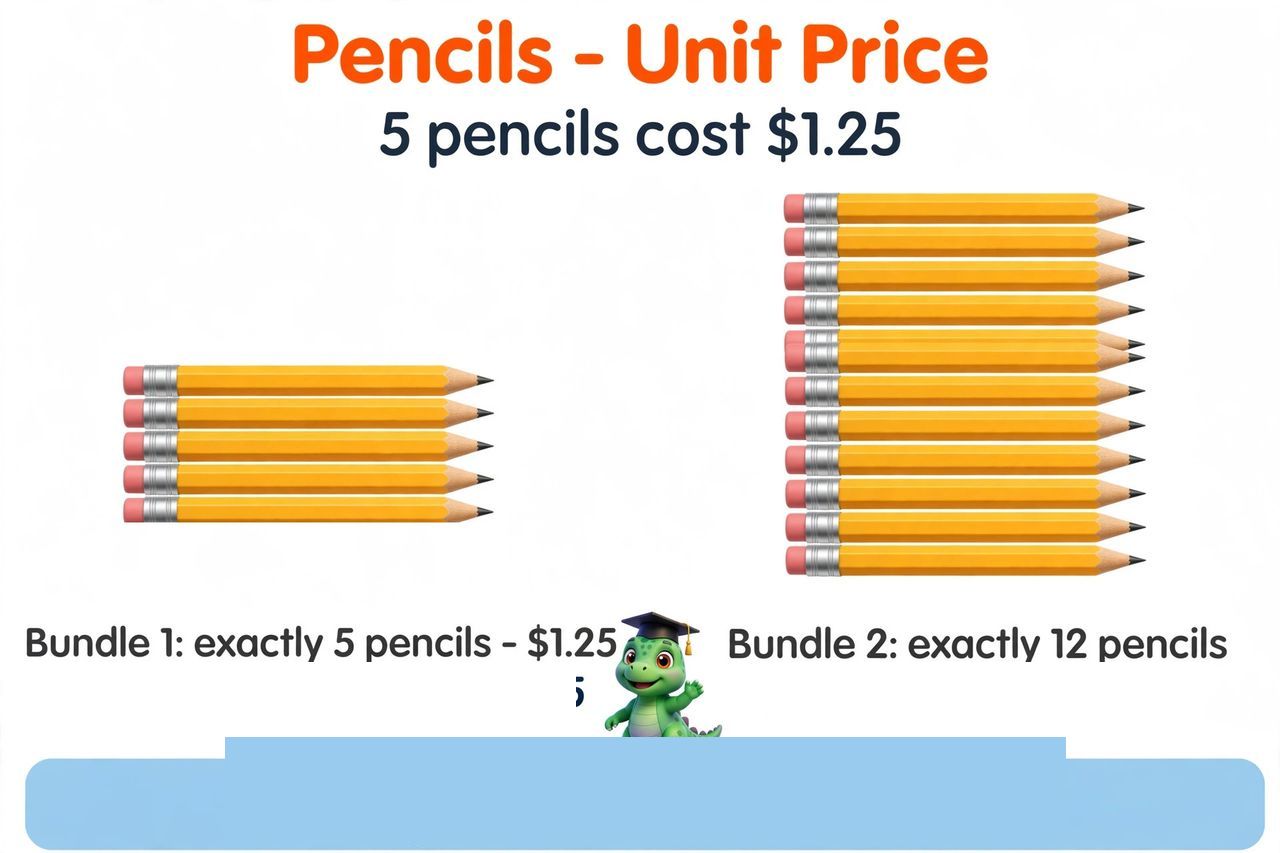 Pencils - Unit Price
5 pencils cost $1.25
Bundle 1: exactly 5 pencils - $1.25
Bundle 2: exactly 12 pencils